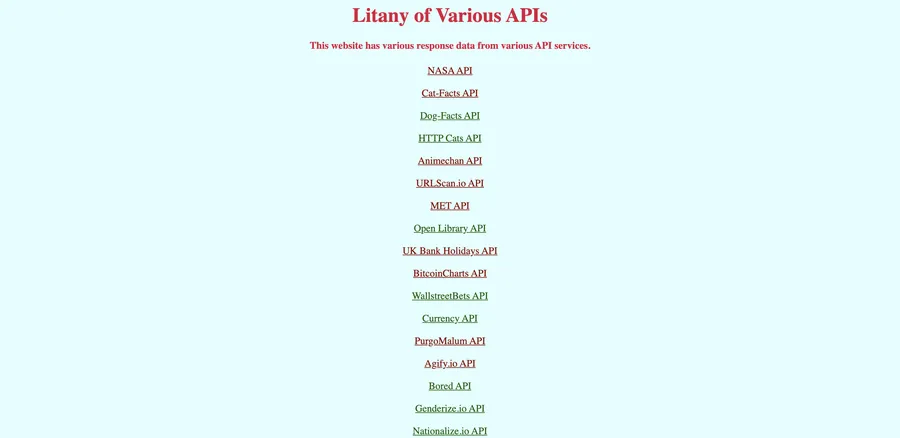 Litany of Various APIs
This website has various response data from various API services.
NASA API
Cat-Facts API
Dog-Facts API
HTTP Cats API
Animechan API
URLScan.io API
MET API
Open Library API
UK Bank Holidays API
BitcoinCharts API
WallstreetBets API
Currency API
PurgoMalum API
Agify.io API
Bored API
Genderize.io API
Nationalize.io API